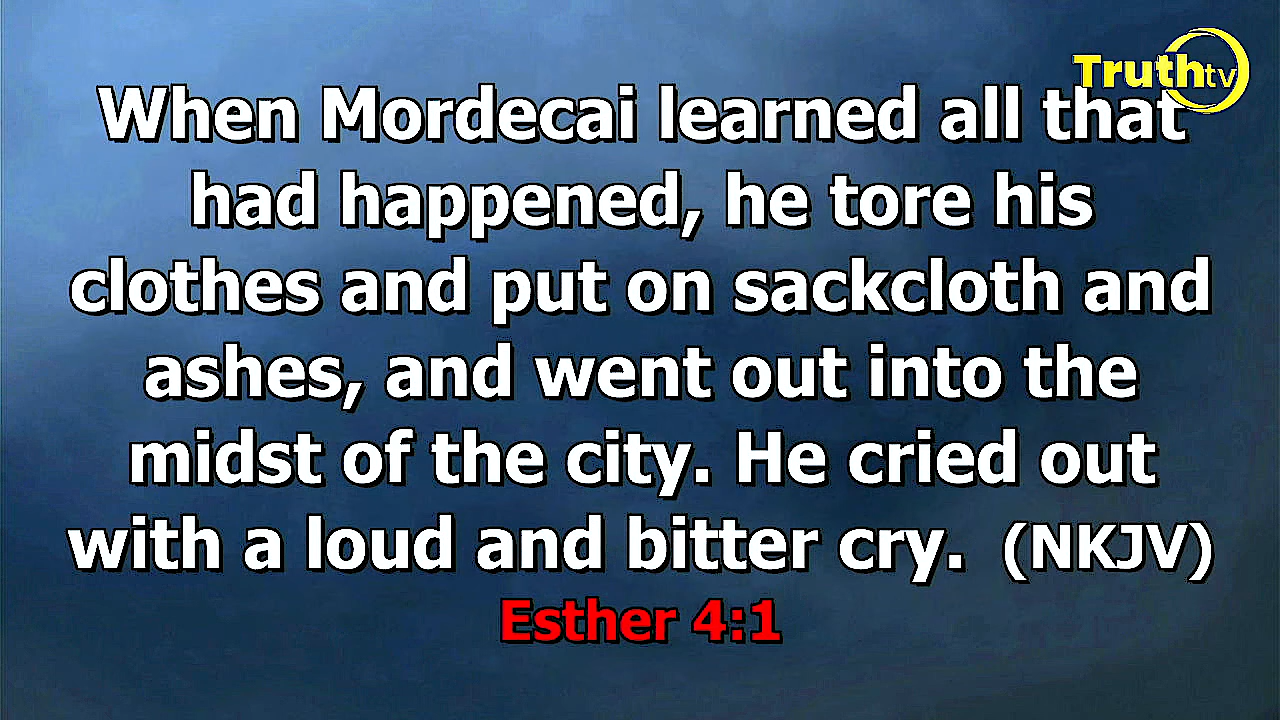 Truthtv
When Mordecai learned all that
had happened, he tore his
clothes and put on sackcloth and
ashes, and went out into the
midst of the city. He cried out
with a loud and bitter cry. (NKJV)
Esther 4:1